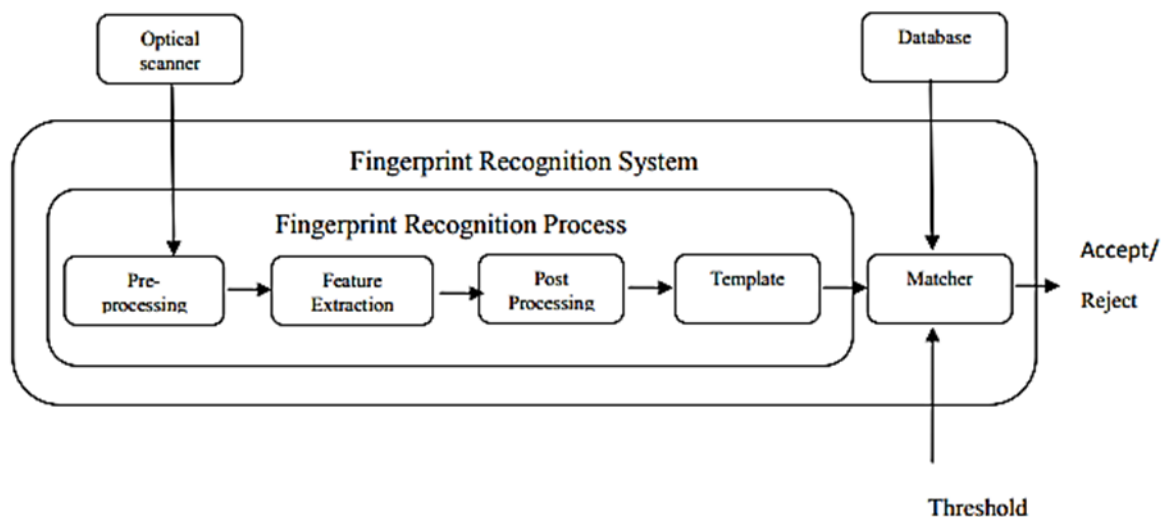 Optical
scanner
Database
Fingerprint Recognition System
Fingerprint Recognition Process
Pre-
processing
Feature
Extraction
Post
Processing
Template
Matcher
Accept/
Reject
Threshold